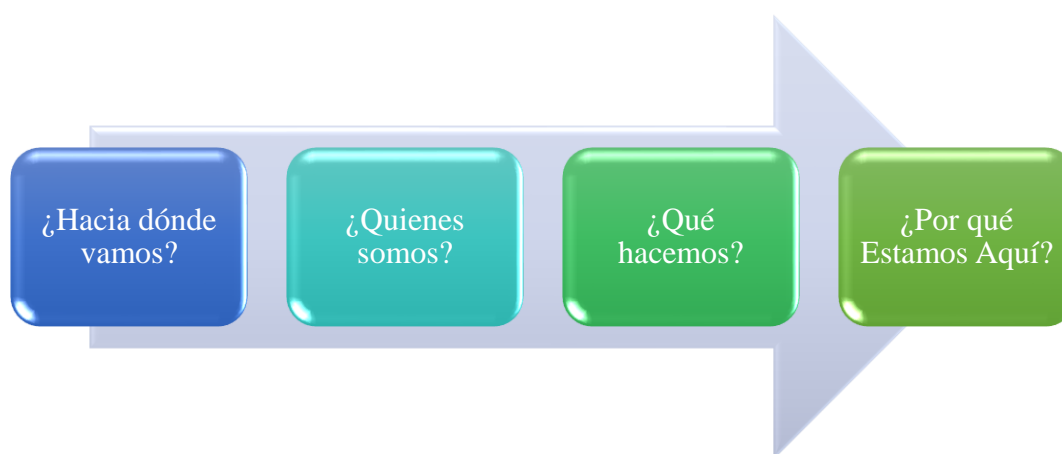 ¿Hacia dónde
vamos?
¿Quienes
somos?
¿Qué
hacemos?
¿Por qué
Estamos Aquí?